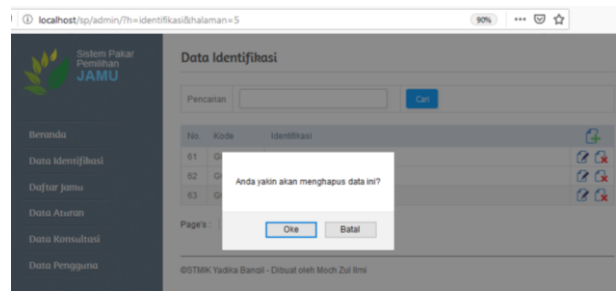 localhost/sp/admin/?h=identifikasi&halaman=5
90%
Sistem Pakar
Pemilihan
JAMU
Data Identifikasi
Pencarian
Cari
Beranda
No Kode Identifikasi
Data Identifikasi
61
62
Anda yakin akan menghapus data ini?
Daftar Jamu
63
Data Aturan
Page's :
Oke Batal
Data Konsultasi
Data Pengguna
©STMIK Yadika Bangil - Dibuat oleh Moch Zul Ilmi